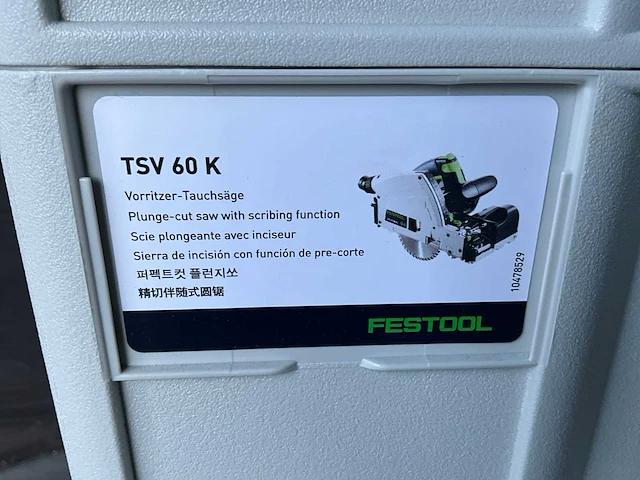 TSV 60 K
Vorritzer-Tauchsäge
Plunge-cut saw with scribing function
Scie plongeante avec inciseur
Sierra de incisión con función de pre-corte
퍼펙트컷 플런지쏘
精切伴随式圆锯
10478529
FESTOOL